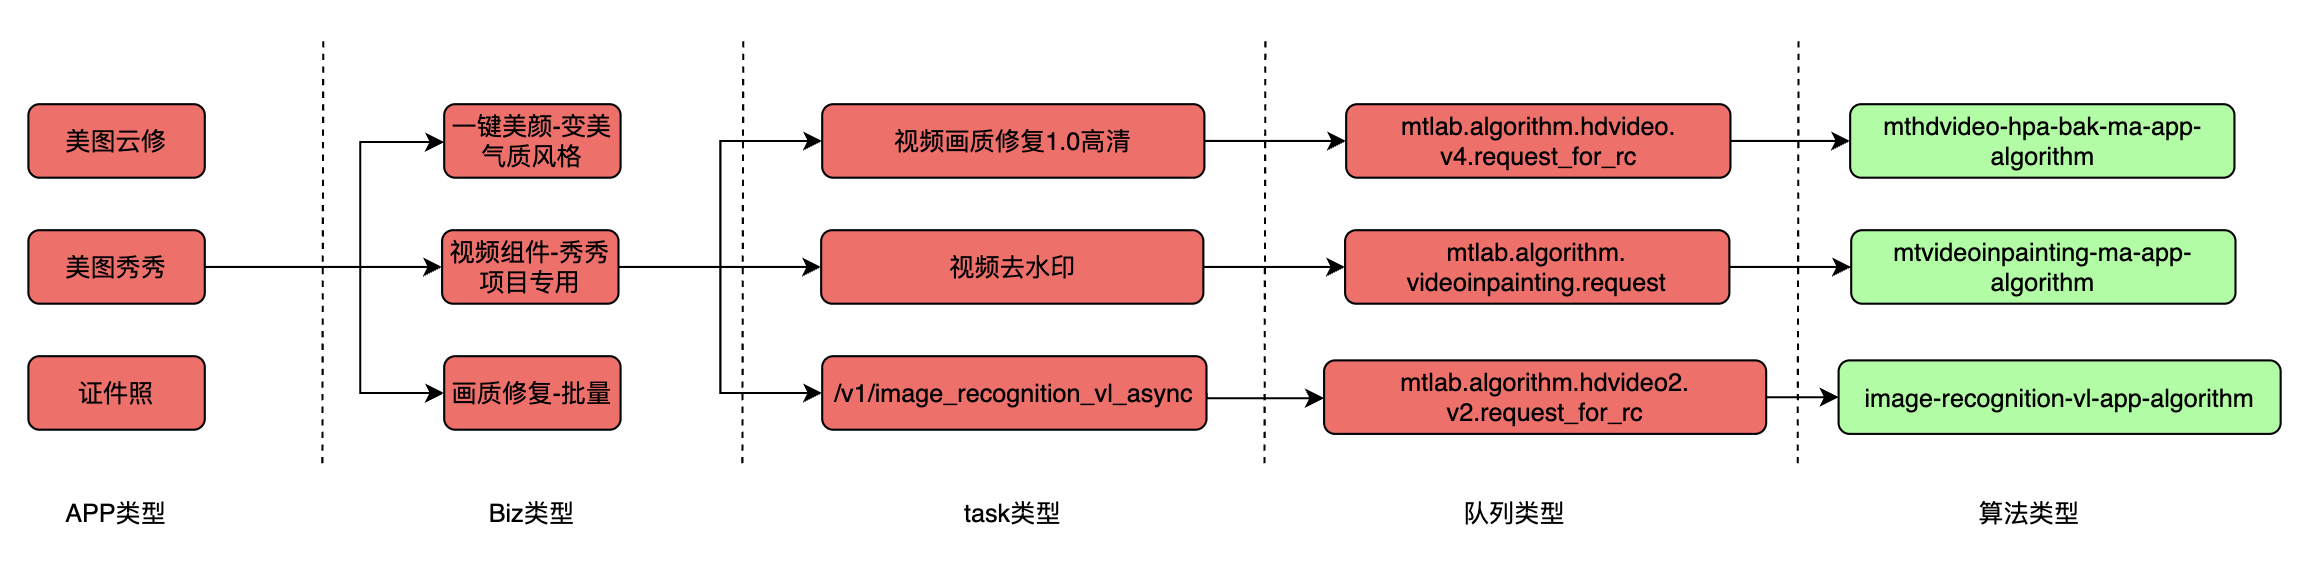 美图云修
一键美颜-变美
气质风格
视频画质修复1.0高清
mtlab.algorithm.hdvideo.
v4.request_for_rc
mthdvideo-hpa-bak-ma-app-
algorithm
美图秀秀
视频组件-秀秀
项目专用
视频去水印
mtlab.algorithm.
videoinpainting.request
mtvideoinpainting-ma-app-
algorithm
证件照
画质修复-批量
/v1/image_recognition_vl_async
mtlab.algorithm.hdvideo2.
v2.request_for_rc
image-recognition-vl-app-algorithm
APP类型
Biz类型
task类型
队列类型
算法类型